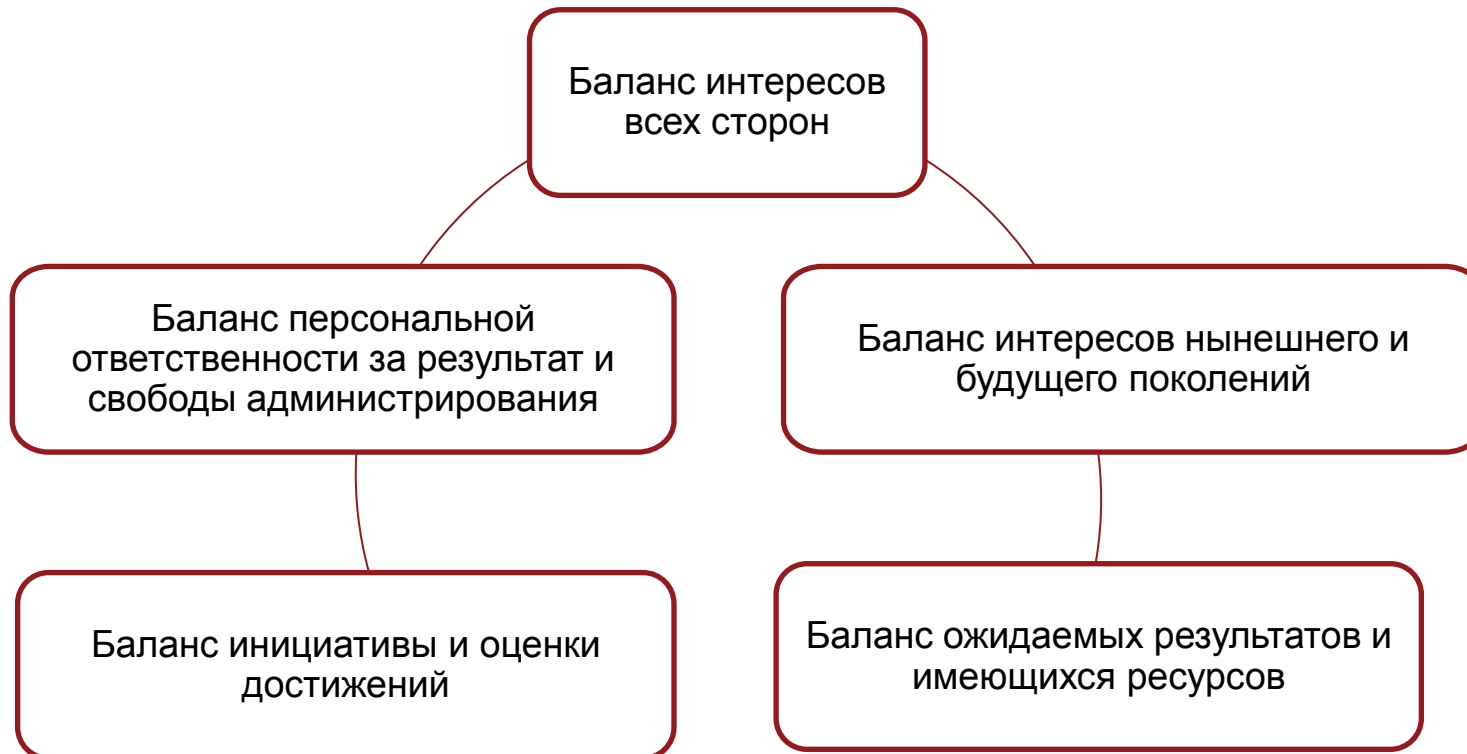 Баланс интересов
всех сторон
Баланс персональной
ответственности за результат и
свободы администрирования
Баланс интересов нынешнего и
будущего поколений
Баланс инициативы и оценки
достижений
Баланс ожидаемых результатов и
имеющихся ресурсов